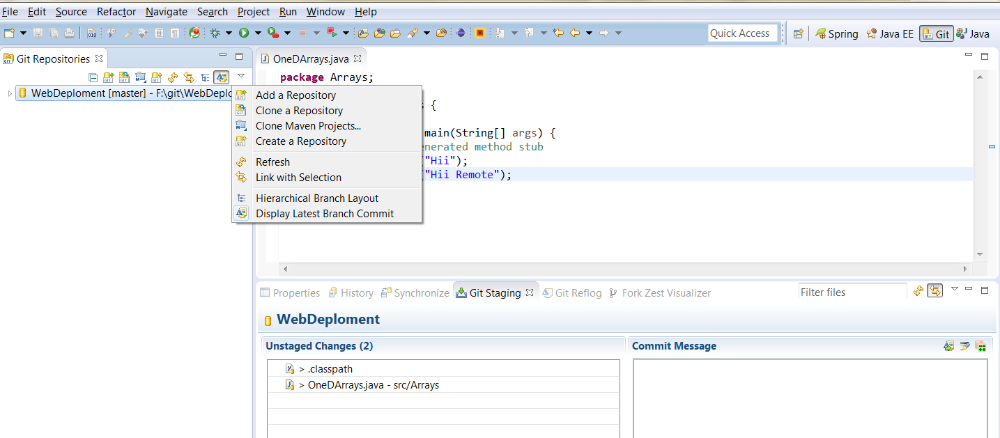 File Edit Source Refactor Navigate Search Project Run Window Help
Quick Access Spring Java EE Git Java
Git Repositories
OneDArrays.java
WebDeploment [master] - F:\git\WebDeplo
Add a Repository
Clone a Repository
Clone Maven Projects...
Create a Repository
Refresh
Link with Selection
Hierarchical Branch Layout
Display Latest Branch Commit
package Arrays;
{
main(String[] args) {
nerated method stub
("Hii");
("Hii Remote");
Properties History Synchronize Git Staging Git Reflog Fork Zest Visualizer Filter files
WebDeploment
Unstaged Changes (2)
> .classpath
> OneDArrays.java - src/Arrays
Commit Message